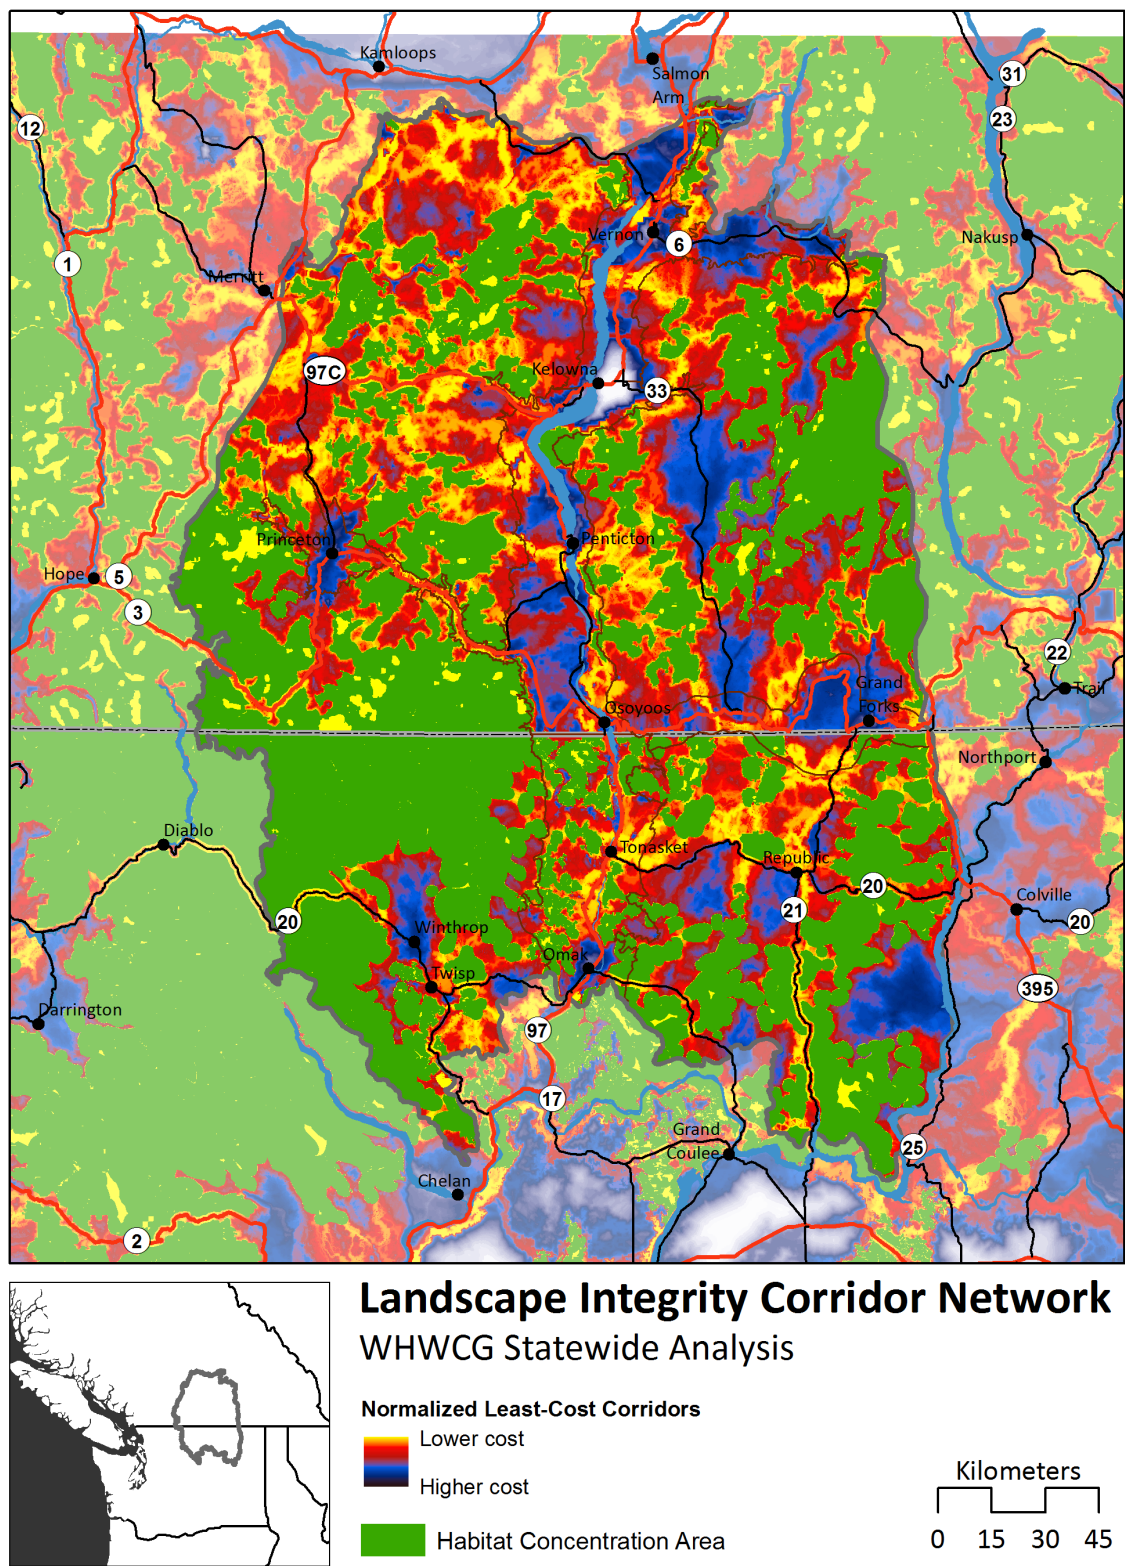 Kamloops
Salmon
Arm
31
23
12
Vernon
6
Nakusp
1
Merritt
97C
Kelowna
33
Princeton
Penticton
Hope
5
3
22
Grand
Forks
Trail
Osoyoos
Northport
Diablo
Tonasket
Republic
20
Colville
20
21
20
Winthrop
Omak
Twisp
395
Darrington
97
17
Grand
Coulee
25
Chelan
2
Landscape Integrity Corridor Network
WHWCG Statewide Analysis
Normalized Least-Cost Corridors
Lower cost
Higher cost
Habitat Concentration Area
Kilometers
0 15 30 45